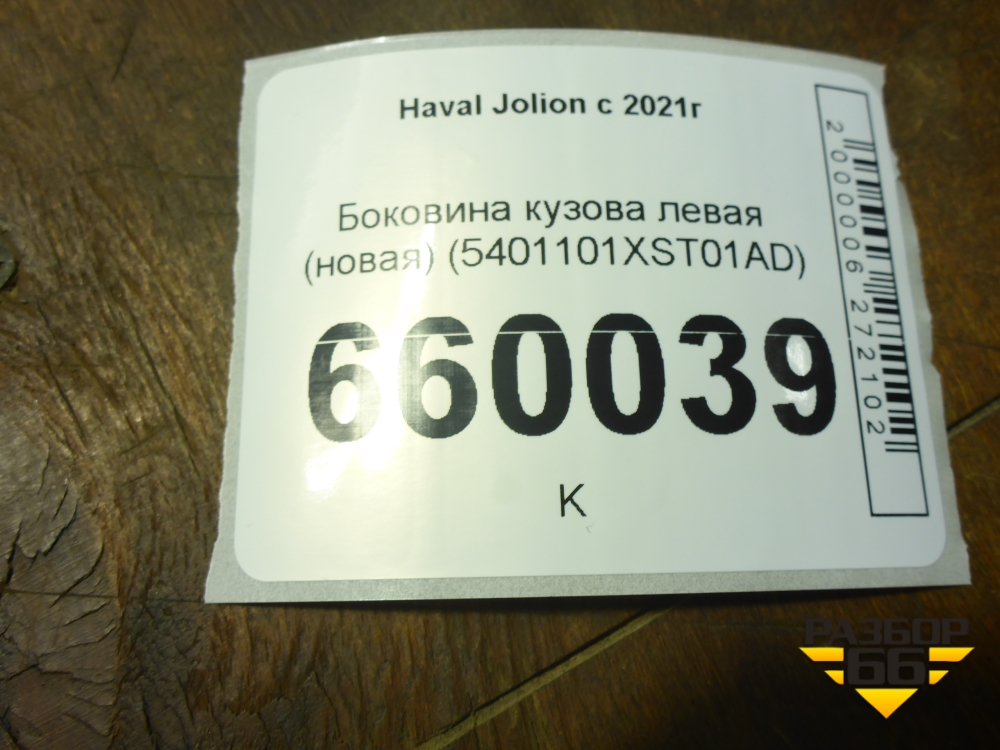 Haval Jolion с 2021г
Боковина кузова левая
(новая) (5401101XST01AD)
660039
К
2000006272102
РАЗБОР
66